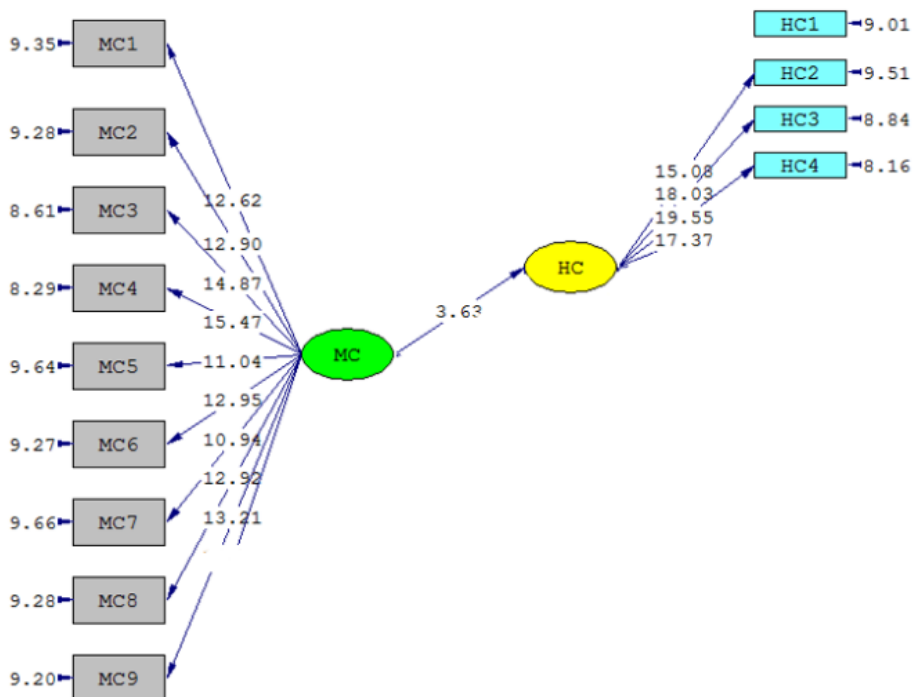 9.35 MC1
9.28 MC2
8.61 MC3
8.29 MC4
9.64 MC5
9.27 MC6
9.66 MC7
9.28 MC8
9.20 MC9
12.62
12.90
14.87
15.47
11.04
12.95
10.94
12.92
13.21
MC
3.63
HC
15.08
18.03
19.55
17.37
HC1 9.01
HC2 9.51
HC3 8.84
HC4 8.16